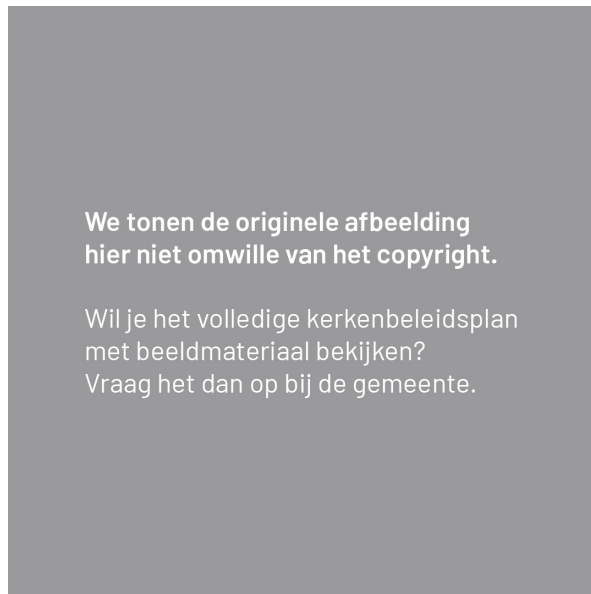 We tonen de originele afbeelding
hier niet omwille van het copyright.
Wil je het volledige kerkenbeleidsplan
met beeldmateriaal bekijken?
Vraag het dan op bij de gemeente.